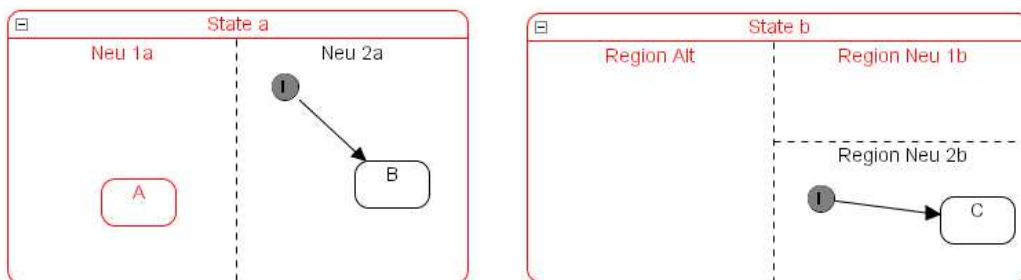 State a
Neu 1a
Neu 2a
I
A
B
State b
Region Alt
Region Neu 1b
Region Neu 2b
I
C